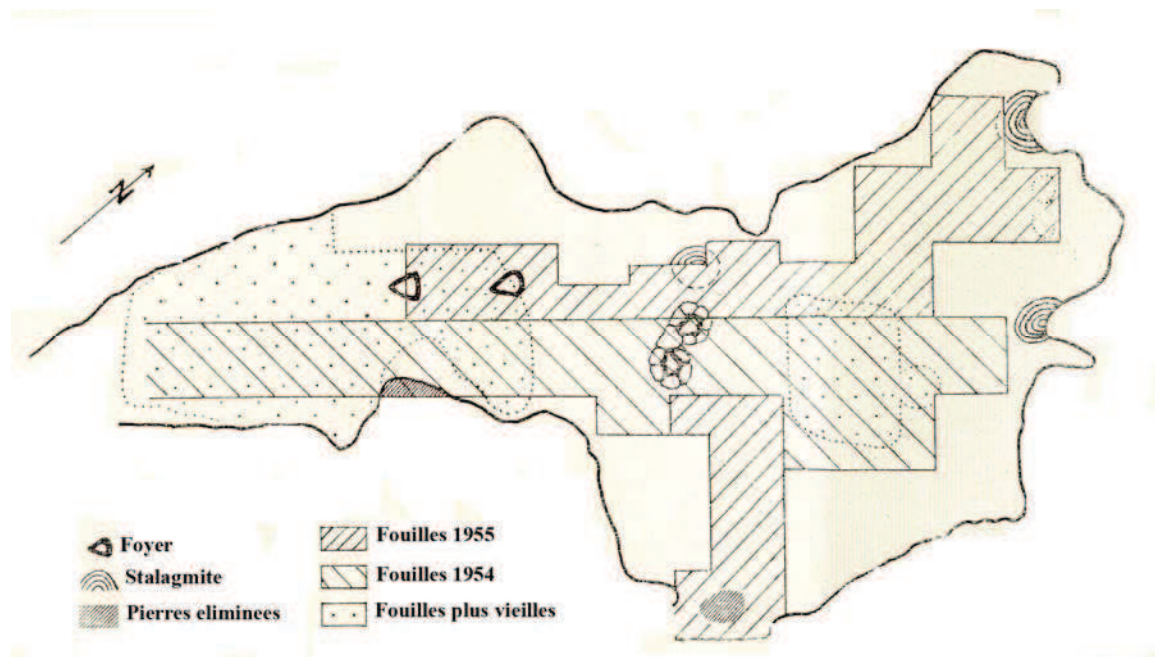 N
Foyer
Stalagmite
Pierres eliminees
Fouilles 1955
Fouilles 1954
Fouilles plus vieilles